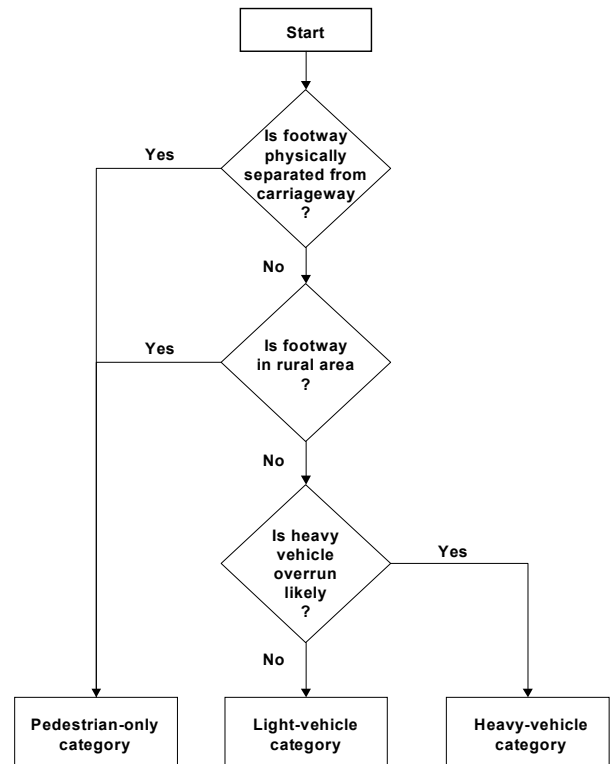 Start
Is footway
physically
separated from
carriageway
?
Yes
No
Is footway
in rural area
?
Yes
No
Is heavy
vehicle
overrun
likely
?
Yes
No
Pedestrian-only
category
Light-vehicle
category
Heavy-vehicle
category